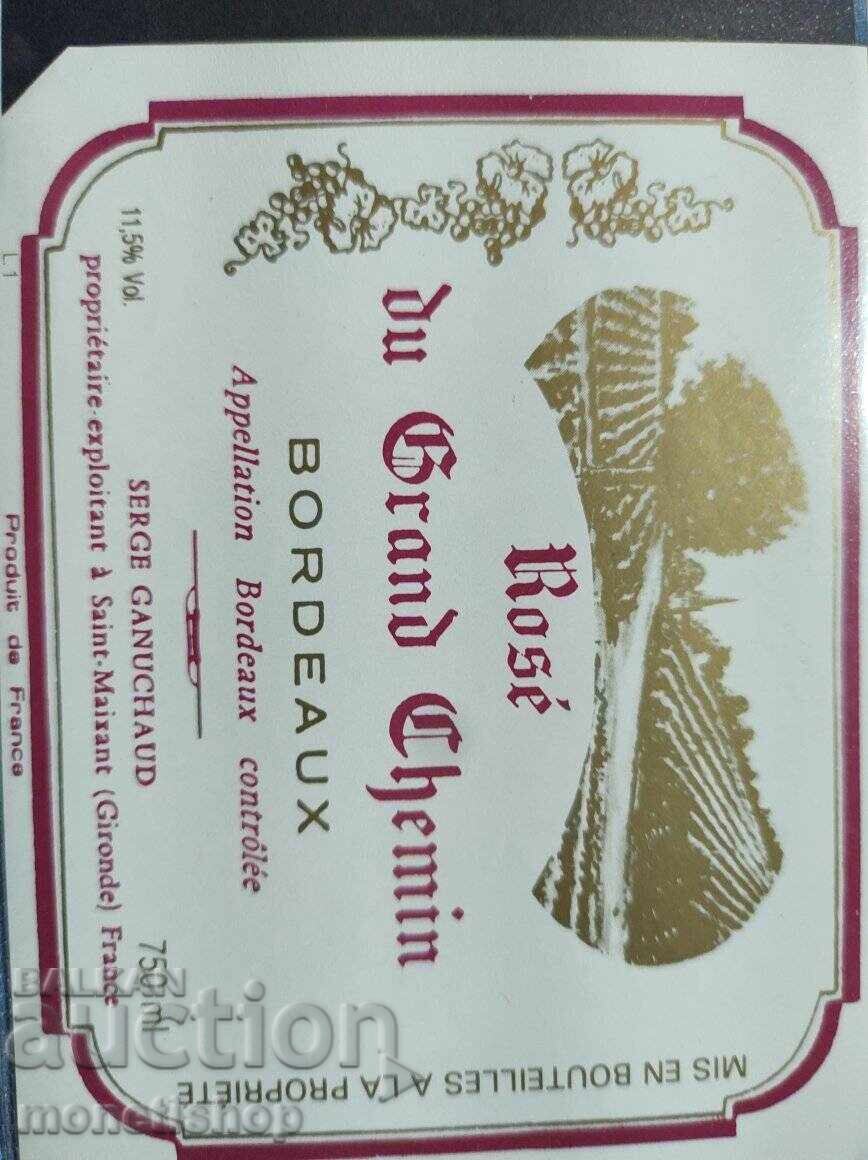 Rosé
du Grand Chemin
BORDEAUX
Appellation Bordeaux contrôlée
SERGE GANUCHAUD
11,5% Vol.
750 ml
propriétaire-exploitant à Saint-Maixant (Gironde) France
L1
Produit de France
MIS EN BOUTEILLES A LA PROPRIETE
BALKAN
auction
monetishop